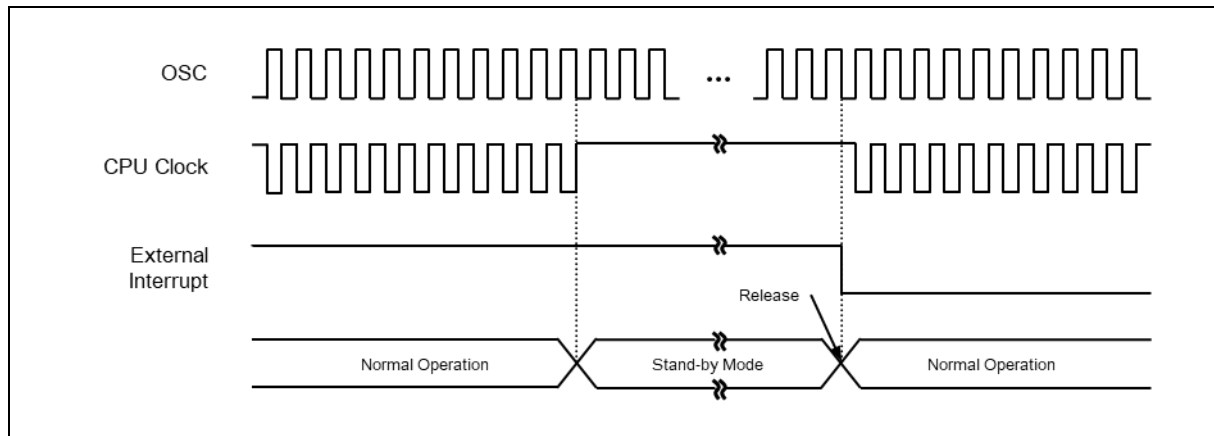 OSC
...
CPU Clock
External
Interrupt
Release
Normal Operation
Stand-by Mode
Normal Operation